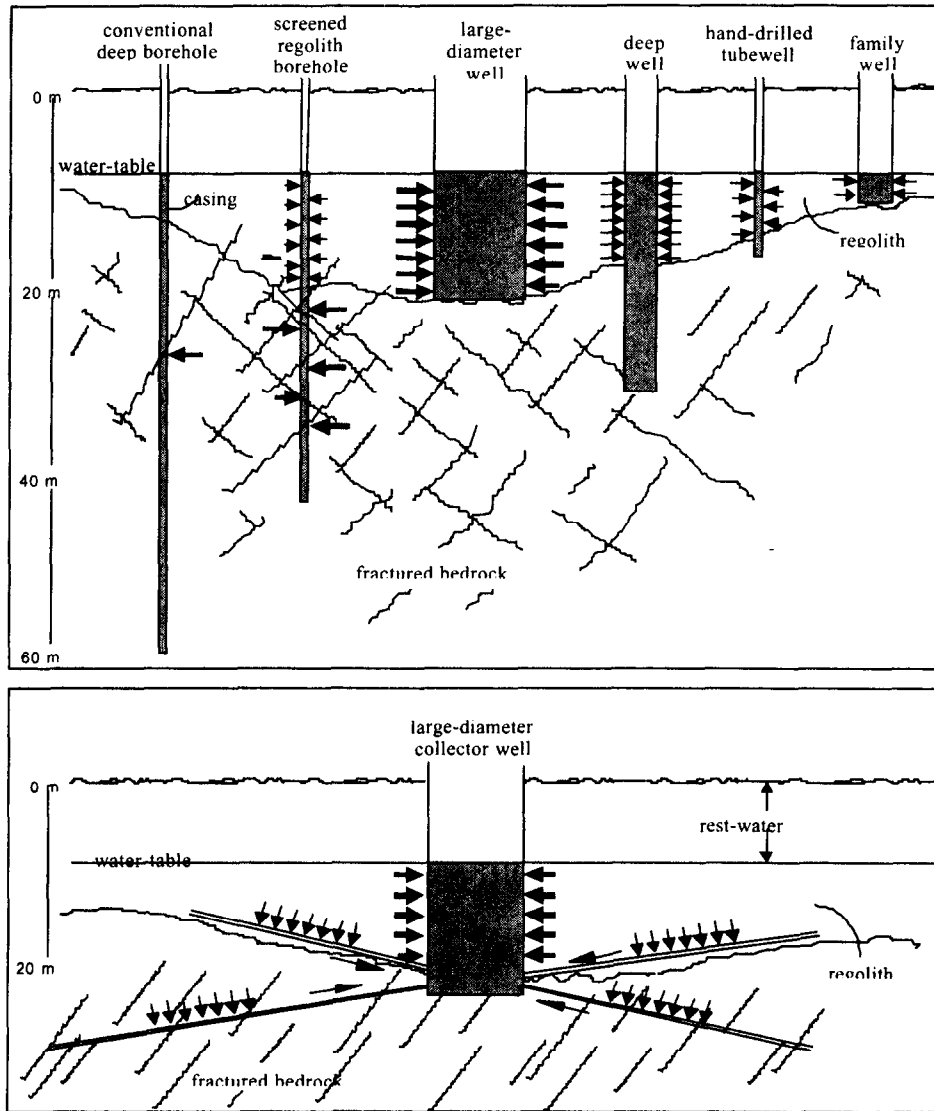 conventional
deep borehole
screened
regolith
borehole
large-
diameter
well
deep
well
hand-drilled
tubewell
family
well
0 m
water-table
casing
regolith
20 m
40 m
fractured bedrock
60 m
large-diameter
collector well
0 m
rest-water
water-table
20 m
regolith
fractured bedrock